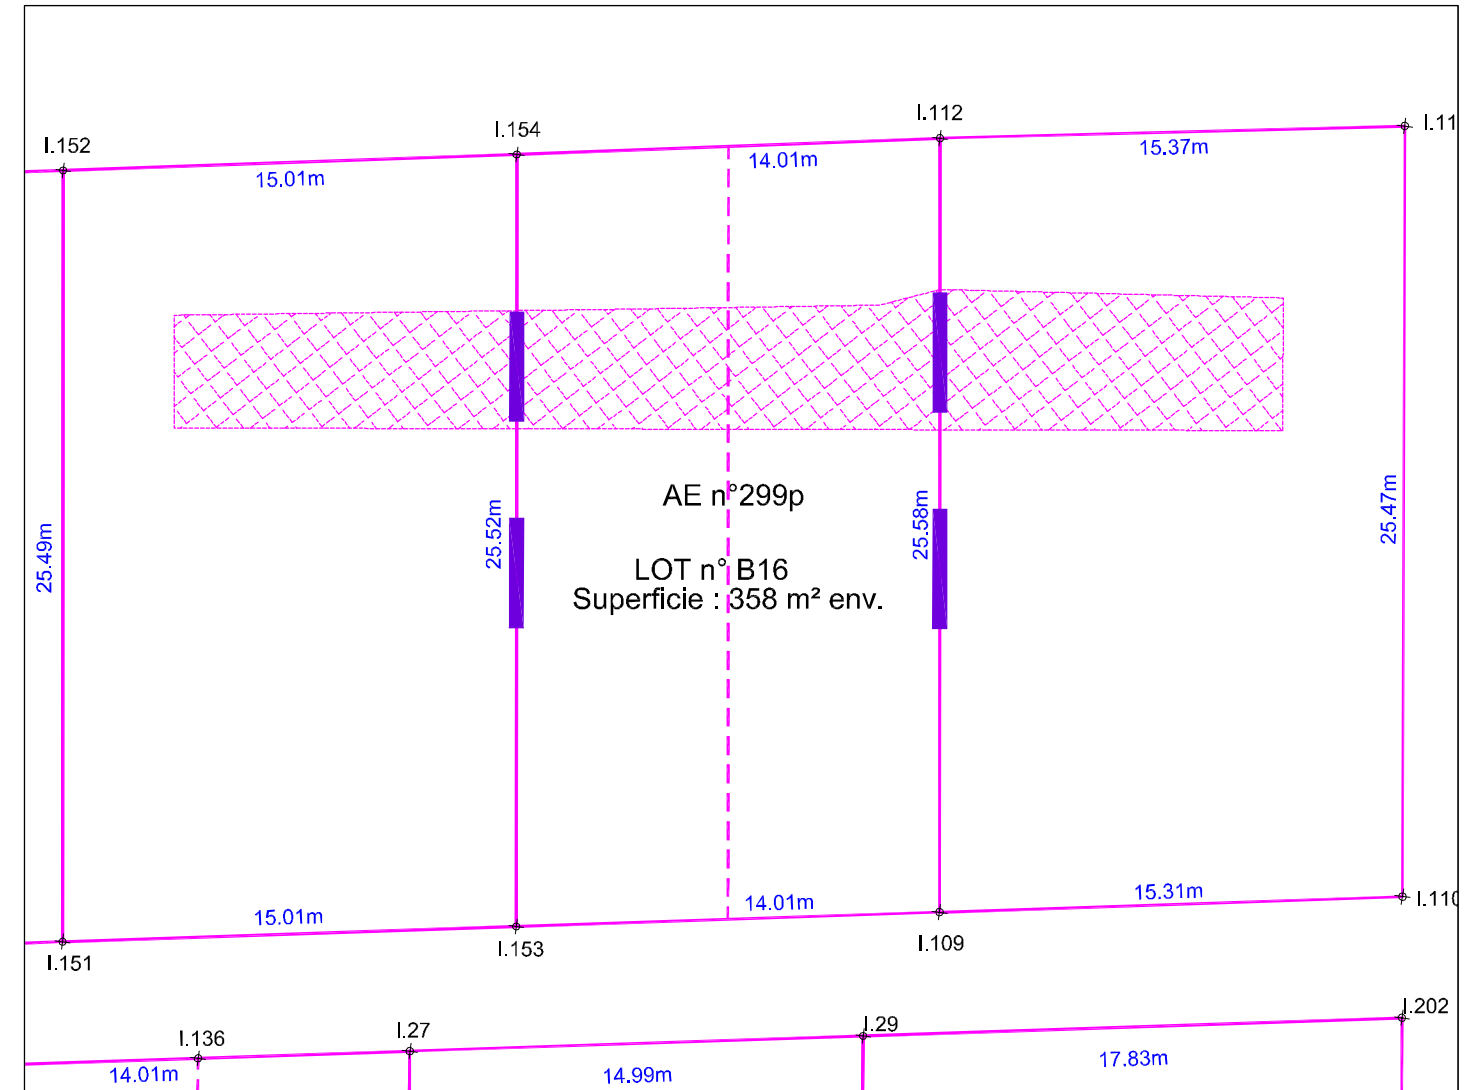 I.112
I.11
I.154
I.152
15.37m
14.01m
15.01m
AE n°299p
25.49m
25.52m
25.58m
25.47m
LOT n° B16
Superficie : 358 m² env.
15.31m
I.110
14.01m
15.01m
I.109
I.153
I.151
I.202
I.29
I.27
I.136
17.83m
14.99m
14.01m